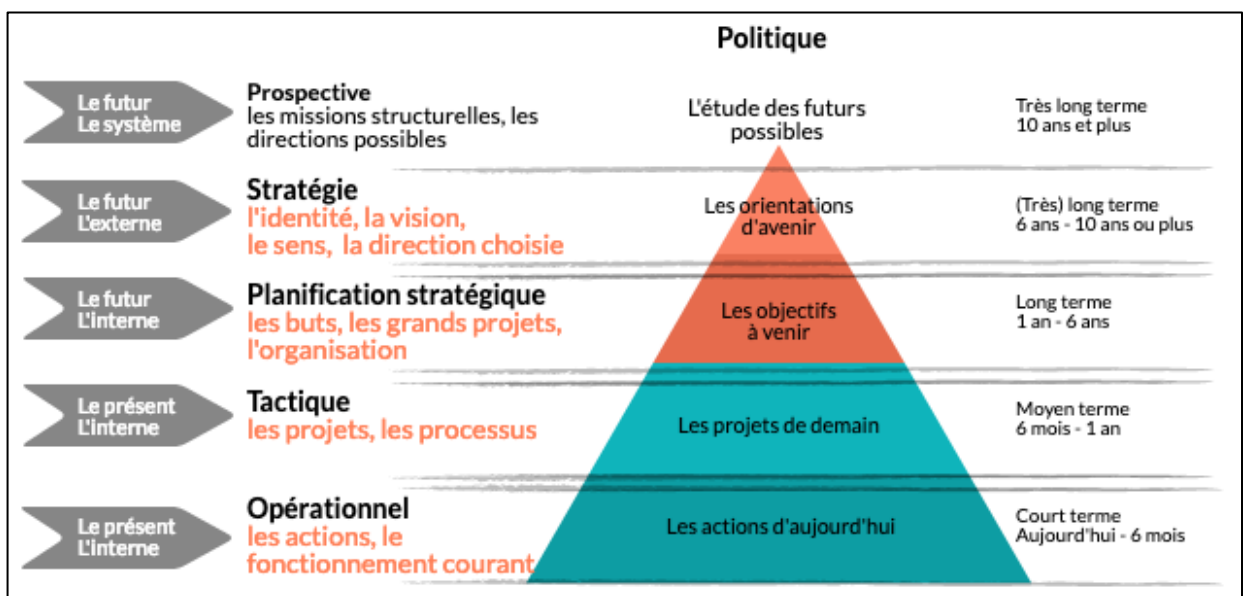 Politique
Le futur
Le système
Prospective
les missions structurelles, les
directions possibles
L'étude des futurs
possibles
Très long terme
10 ans et plus
Le futur
L'externe
Stratégie
l'identité, la vision,
le sens, la direction choisie
Les orientations
d'avenir
(Très) long terme
6 ans - 10 ans ou plus
Le futur
L'interne
Planification stratégique
les buts, les grands projets,
l'organisation
Les objectifs
à venir
Long terme
1 an - 6 ans
Le présent
L'interne
Tactique
les projets, les processus
Les projets de demain
Moyen terme
6 mois - 1 an
Le présent
L'interne
Opérationnel
les actions, le
fonctionnement courant
Les actions d'aujourd'hui
Court terme
Aujourd'hui - 6 mois